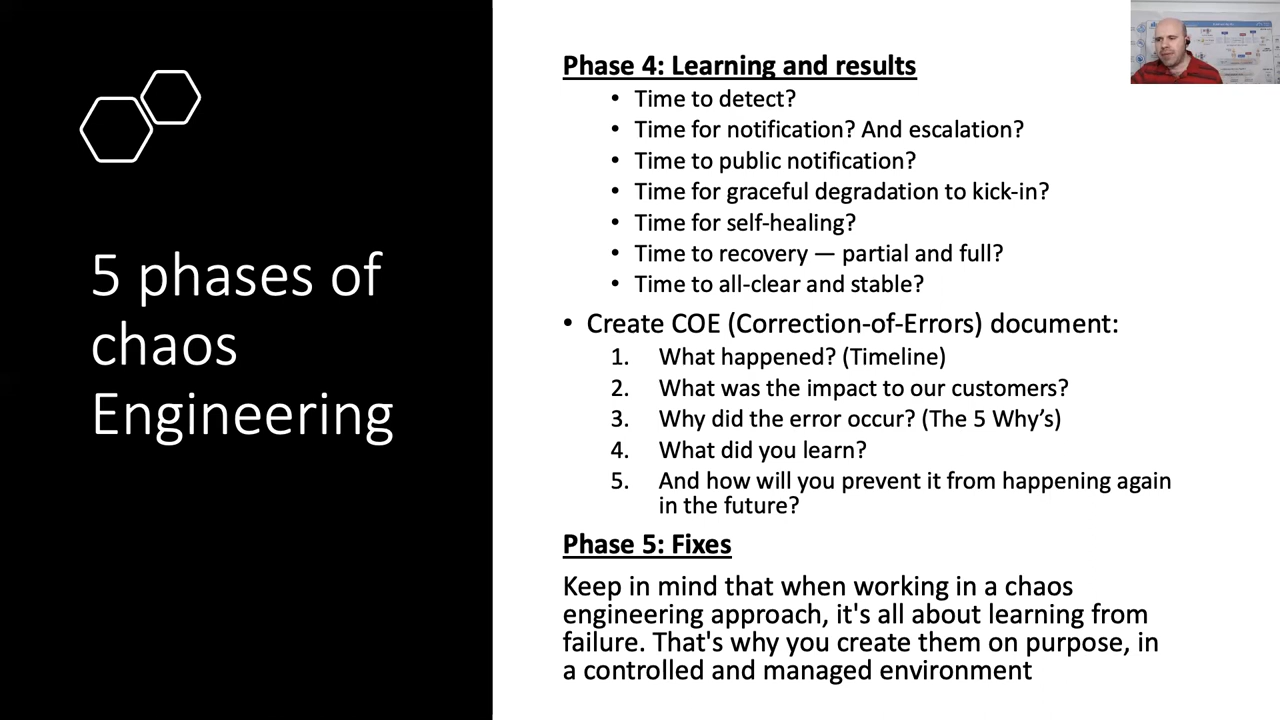 5 phases of
chaos
Engineering
Phase 4: Learning and results
• Time to detect?
• Time for notification? And escalation?
• Time to public notification?
• Time for graceful degradation to kick-in?
• Time for self-healing?
• Time to recovery — partial and full?
• Time to all-clear and stable?
• Create COE (Correction-of-Errors) document:
1. What happened? (Timeline)
2. What was the impact to our customers?
3. Why did the error occur? (The 5 Why’s)
4. What did you learn?
5. And how will you prevent it from happening again
in the future?
Phase 5: Fixes
Keep in mind that when working in a chaos
engineering approach, it's all about learning from
failure. That's why you create them on purpose, in
a controlled and managed environment